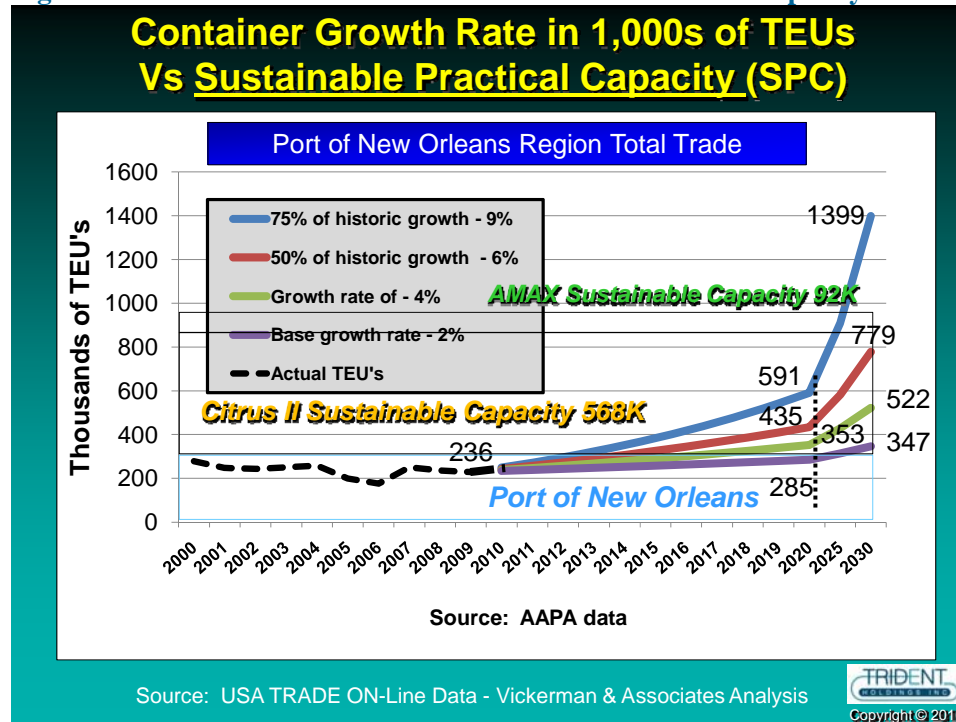 Container Growth Rate in 1,000s of TEUs
Vs Sustainable Practical Capacity (SPC)
Port of New Orleans Region Total Trade
Thousands of TEU's
1600
1400
1200
1000
800
600
400
200
0
75% of historic growth - 9%
50% of historic growth - 6%
Growth rate of - 4%
Base growth rate - 2%
Actual TEU's
1399
AMAX Sustainable Capacity 92K
779
591
522
Citrus II Sustainable Capacity 568K
435
353
347
236
285
Port of New Orleans
2000 2001 2002 2003 2004 2005 2006 2007 2008 2009 2010 2011 2012 2013 2014 2015 2016 2017 2018 2019 2020 2025 2030
Source: AAPA data
Source: USA TRADE ON-Line Data - Vickerman & Associates Analysis
TRIDENT
HOLDINGS INC
Copyright ©